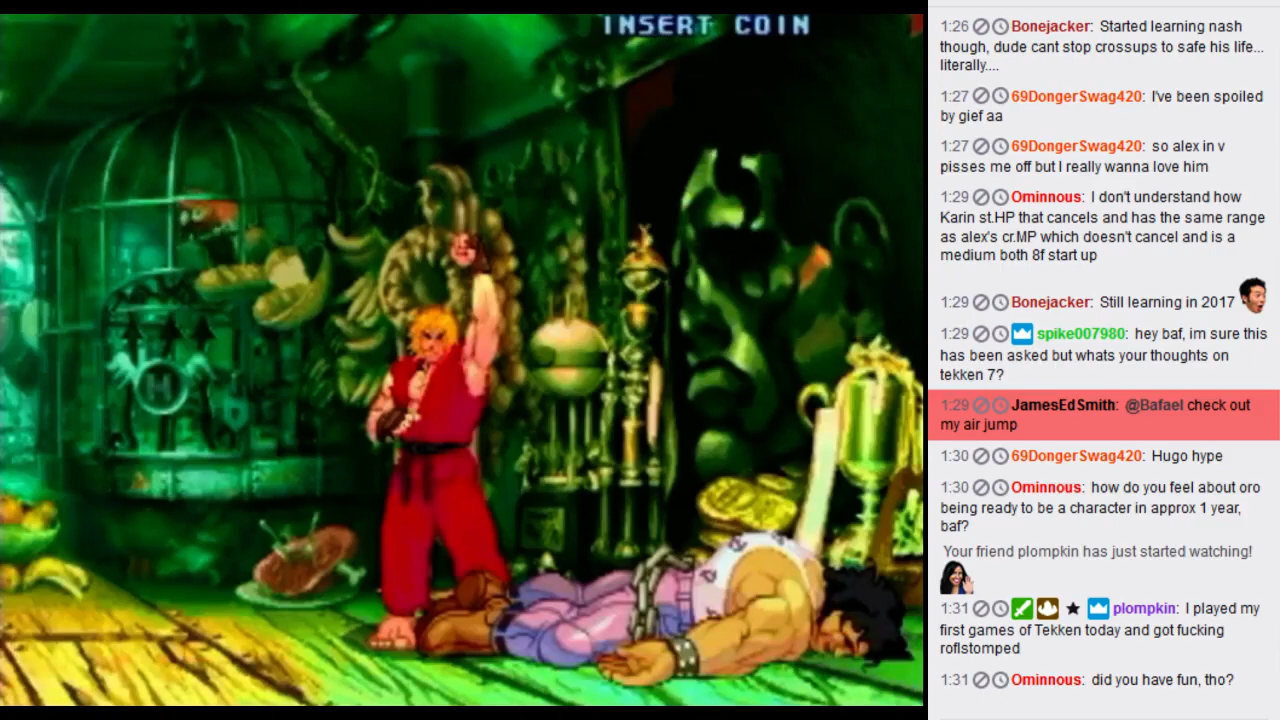 INSERT COIN
1:26 Bonejacker: Started learning nash
though, dude cant stop crossups to safe his life...
literally....
1:27 69DongerSwag420: I've been spoiled
by gief aa
1:27 69DongerSwag420: so alex in v
pisses me off but I really wanna love him
1:29 Ominnous: I don't understand how
Karin st.HP that cancels and has the same range
as alex's cr.MP which doesn't cancel and is a
medium both 8f start up
1:29 Bonejacker: Still learning in 2017
1:29 spike007980: hey baf, im sure this
has been asked but whats your thoughts on
tekken 7?
1:29 JamesEdSmith: @Bafael check out
my air jump
1:30 69DongerSwag420: Hugo hype
1:30 Ominnous: how do you feel about oro
being ready to be a character in approx 1 year,
baf?
Your friend plompkin has just started watching!
1:31 plompkin: I played my
first games of Tekken today and got fucking
roflstomped
1:31 Ominnous: did you have fun, tho?
H